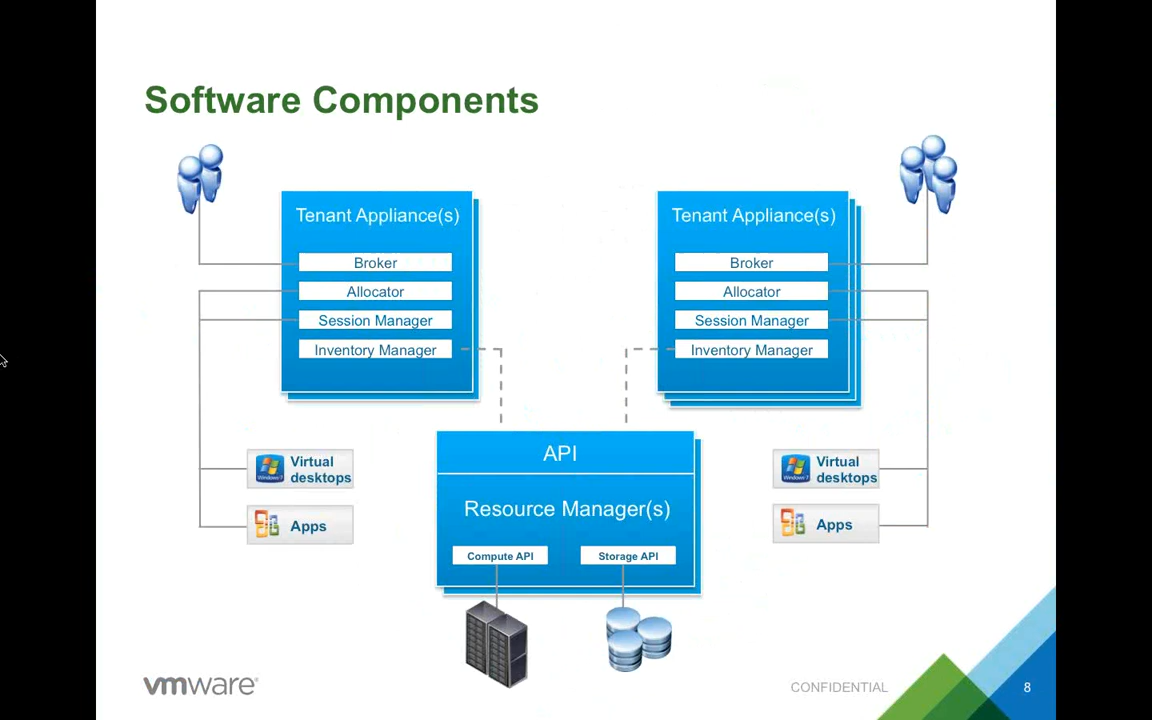 Software Components
Tenant Appliance(s)
Broker
Allocator
Session Manager
Inventory Manager
Tenant Appliance(s)
Broker
Allocator
Session Manager
Inventory Manager
API
Resource Manager(s)
Compute API
Storage API
Virtual
desktops
Apps
Virtual
desktops
Apps
vmware
CONFIDENTIAL
8